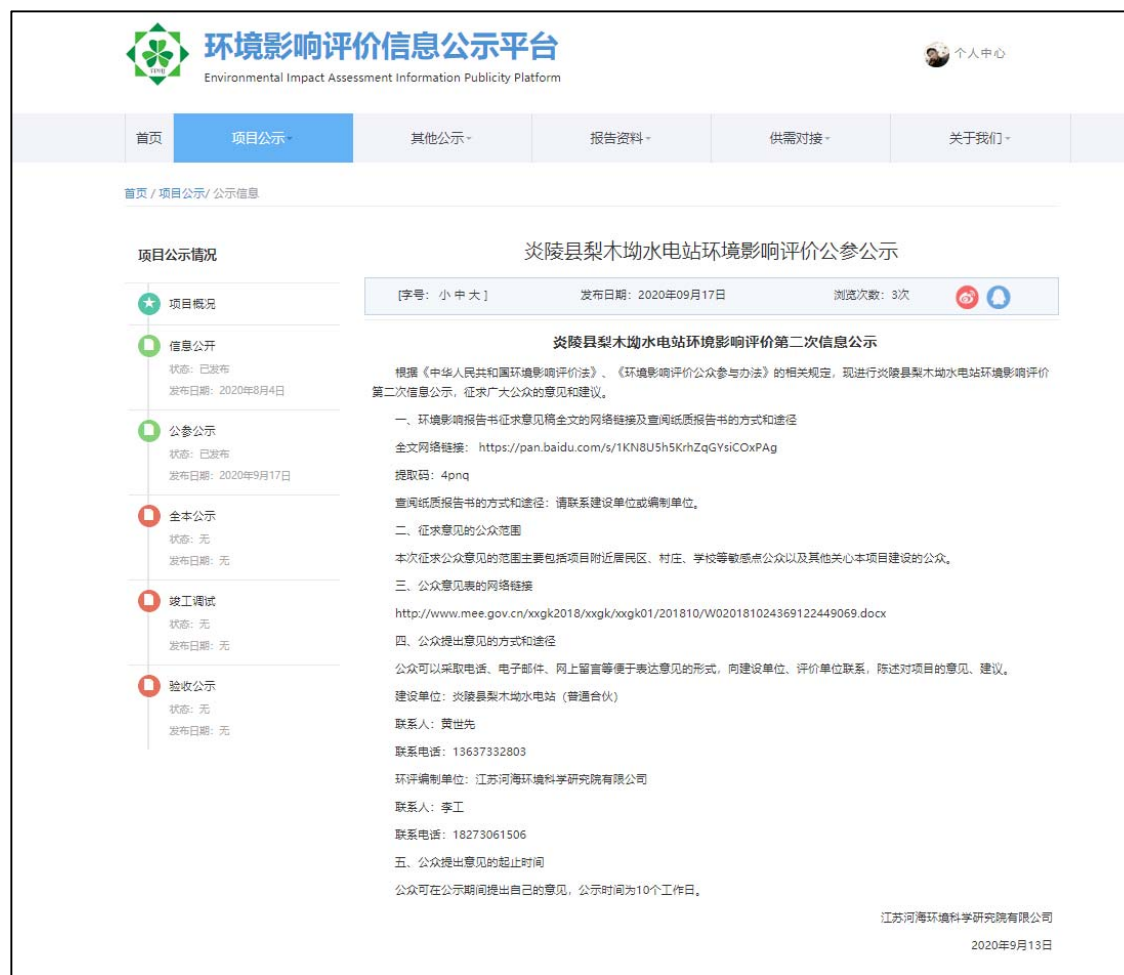 环境影响评价信息公示平台
Environmental Impact Assessment Information Publicity Platform
个人中心
首页
项目公示
其他公示
报告资料
供需对接
关于我们
首页 / 项目公示/ 公示信息
项目公示情况
项目概况
信息公开
状态：已发布
发布日期：2020年8月4日
公参公示
状态：已发布
发布日期：2020年9月17日
全本公示
状态：无
发布日期：无
竣工调试
状态：无
发布日期：无
验收公示
状态：无
发布日期：无
炎陵县梨木坳水电站环境影响评价公参公示
[字号： 小 中 大 ]
发布日期：2020年09月17日
浏览次数：3次
炎陵县梨木坳水电站环境影响评价第二次信息公示
根据《中华人民共和国环境影响评价法》、《环境影响评价公众参与办法》的相关规定，现进行炎陵县梨木坳水电站环境影响评价
第二次信息公示，征求广大公众的意见和建议。
一、环境影响报告书征求意见稿全文的网络链接及查阅纸质报告书的方式和途径
全文网络链接： https://pan.baidu.com/s/1KN8U5h5KrhZqGYsiCOxPAg
提取码：4pnq
查阅纸质报告书的方式和途径：请联系建设单位或编制单位。
二、征求意见的公众范围
本次征求公众意见的范围主要包括项目附近居民区、村庄、学校等敏感点公众以及其他关心本项目建设的公众。
三、公众意见表的网络链接
http://www.mee.gov.cn/xxgk2018/xxgk/xxgk01/201810/W020181024369122449069.docx
四、公众提出意见的方式和途径
公众可以采取电话、电子邮件、网上留言等便于表达意见的形式，向建设单位、评价单位联系，陈述对项目的意见、建议。
建设单位：炎陵县梨木坳水电站（普通合伙）
联系人：黄世先
联系电话：13637332803
环评编制单位：江苏河海环境科学研究院有限公司
联系人：李工
联系电话：18273061506
五、公众提出意见的起止时间
公众可在公示期间提出自己的意见，公示时间为10个工作日。
江苏河海环境科学研究院有限公司
2020年9月13日